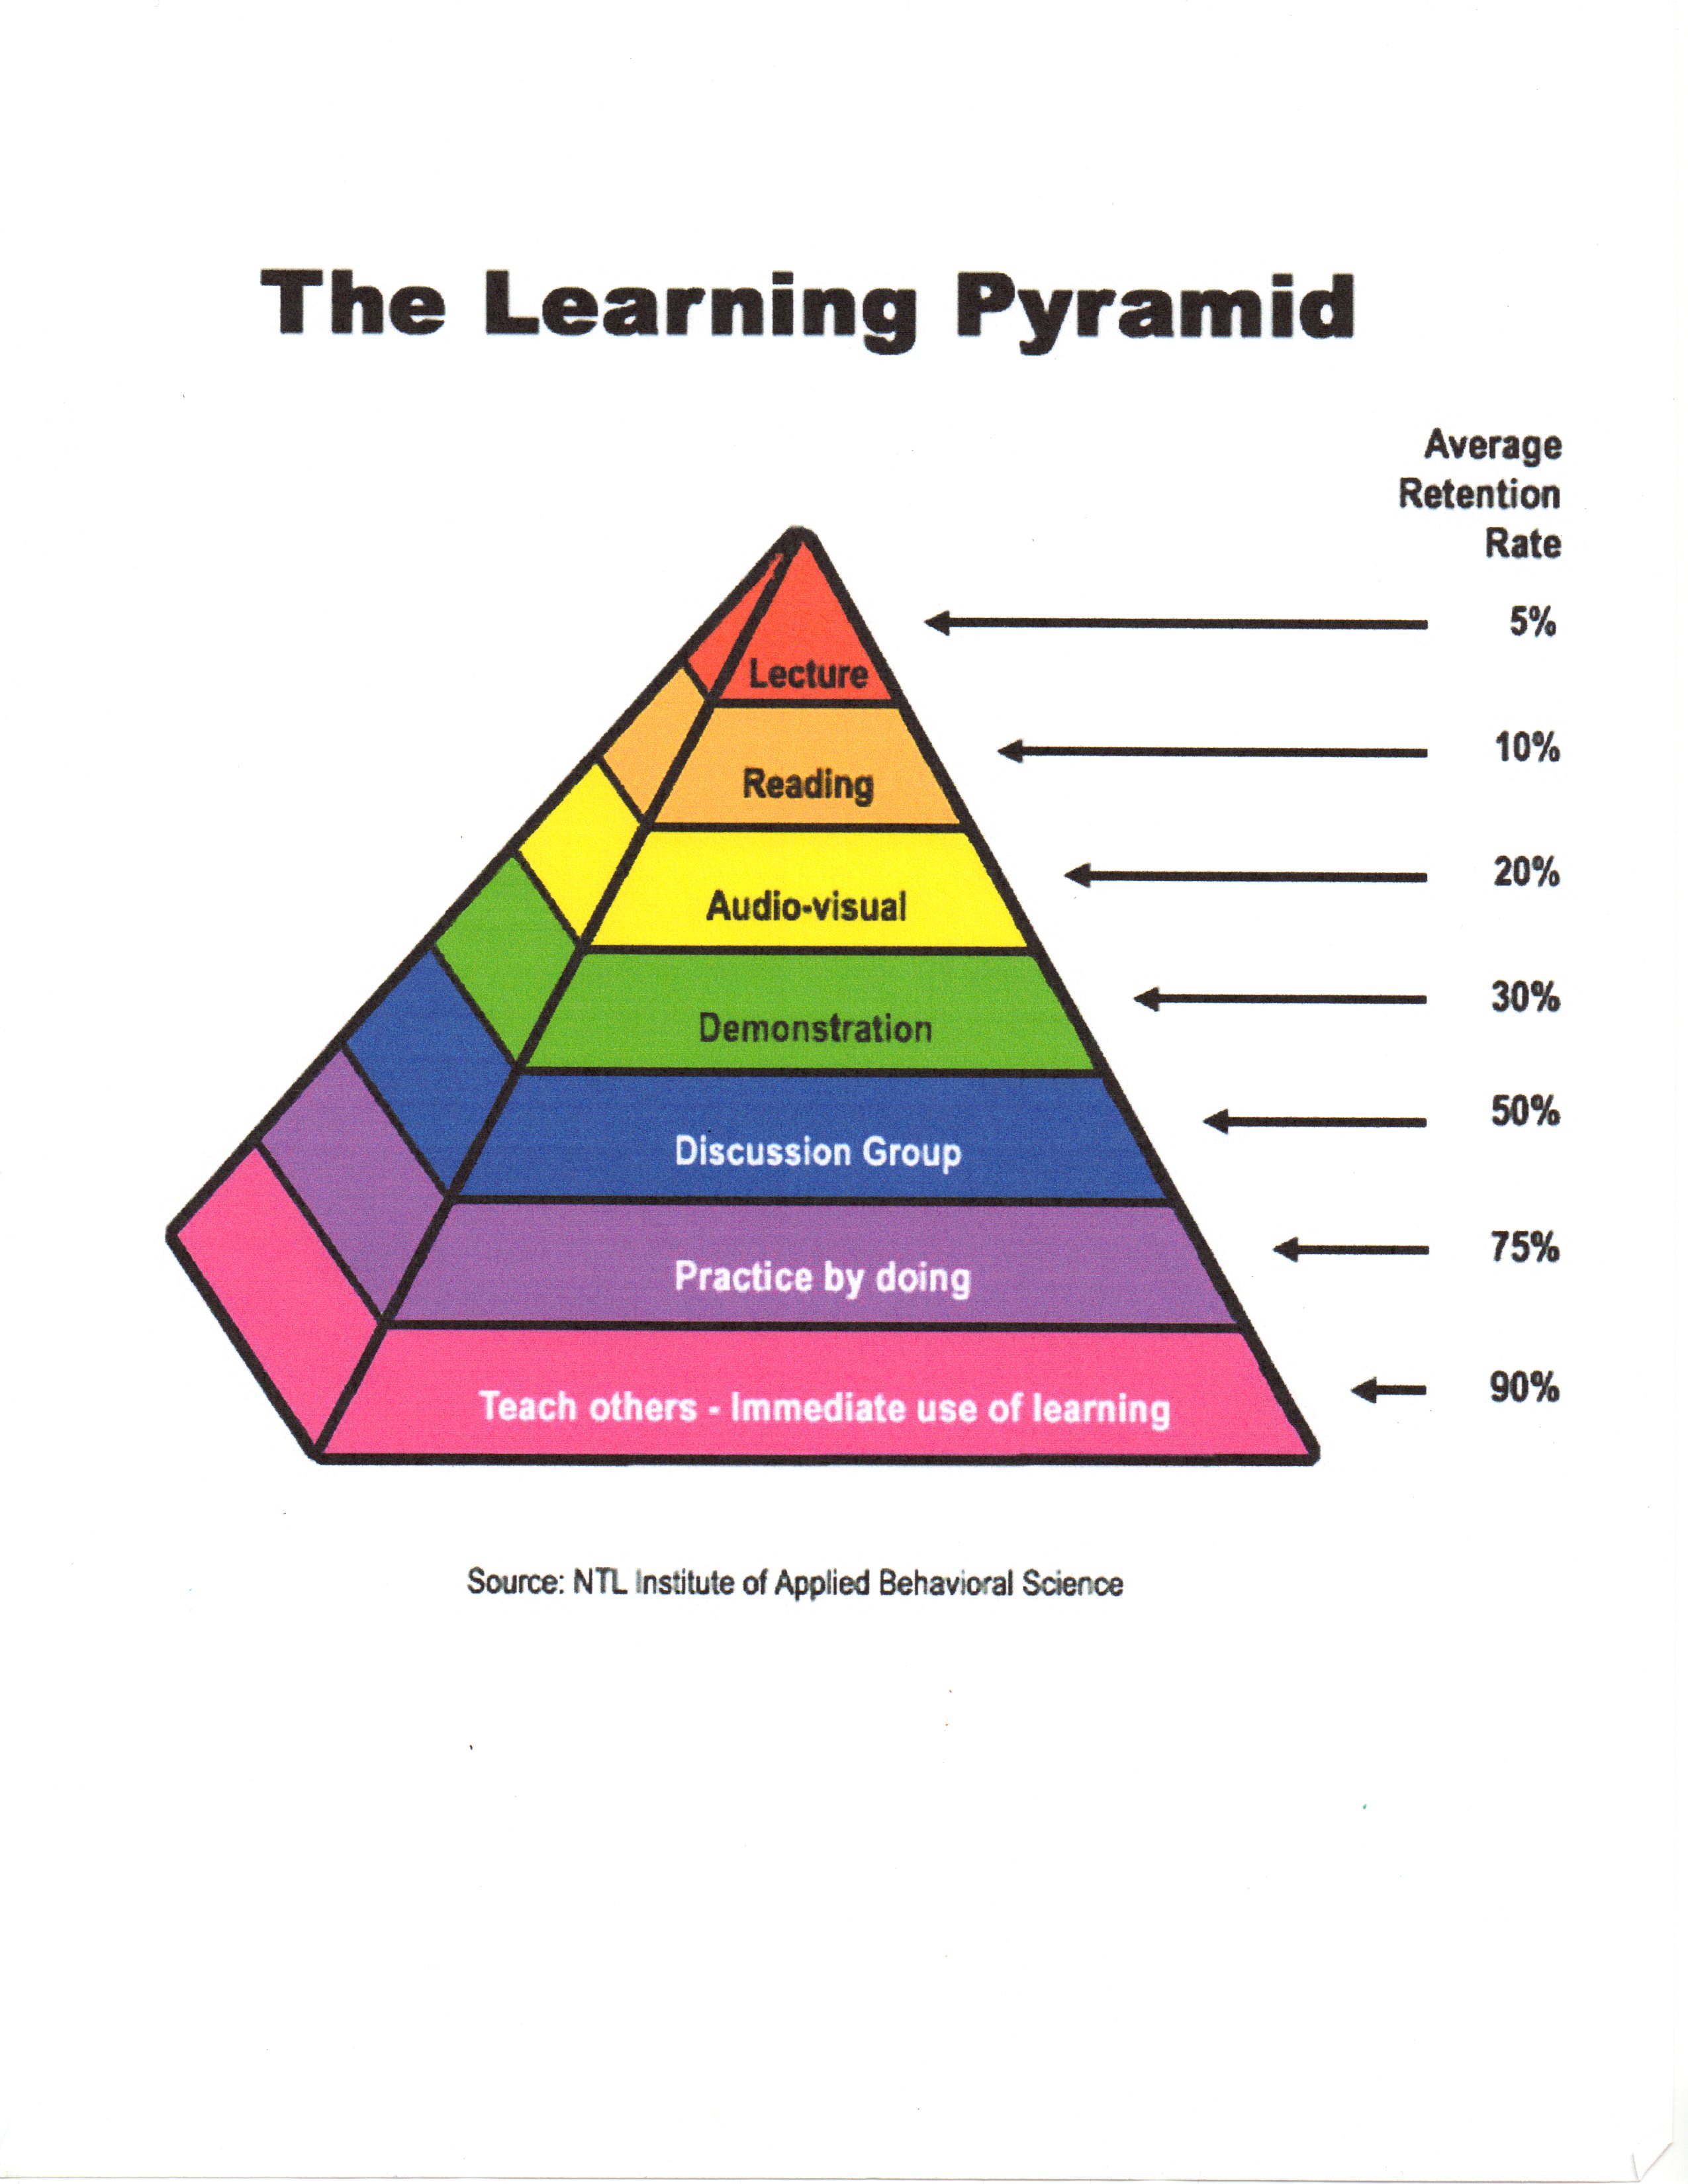 The Learning Pyramid
Average
Retention
Rate
Lecture
5%
Reading
10%
Audio-visual
20%
Demonstration
30%
Discussion Group
50%
Practice by doing
75%
Teach others - Immediate use of learning
90%
Source: NTL Institute of Applied Behavioral Science